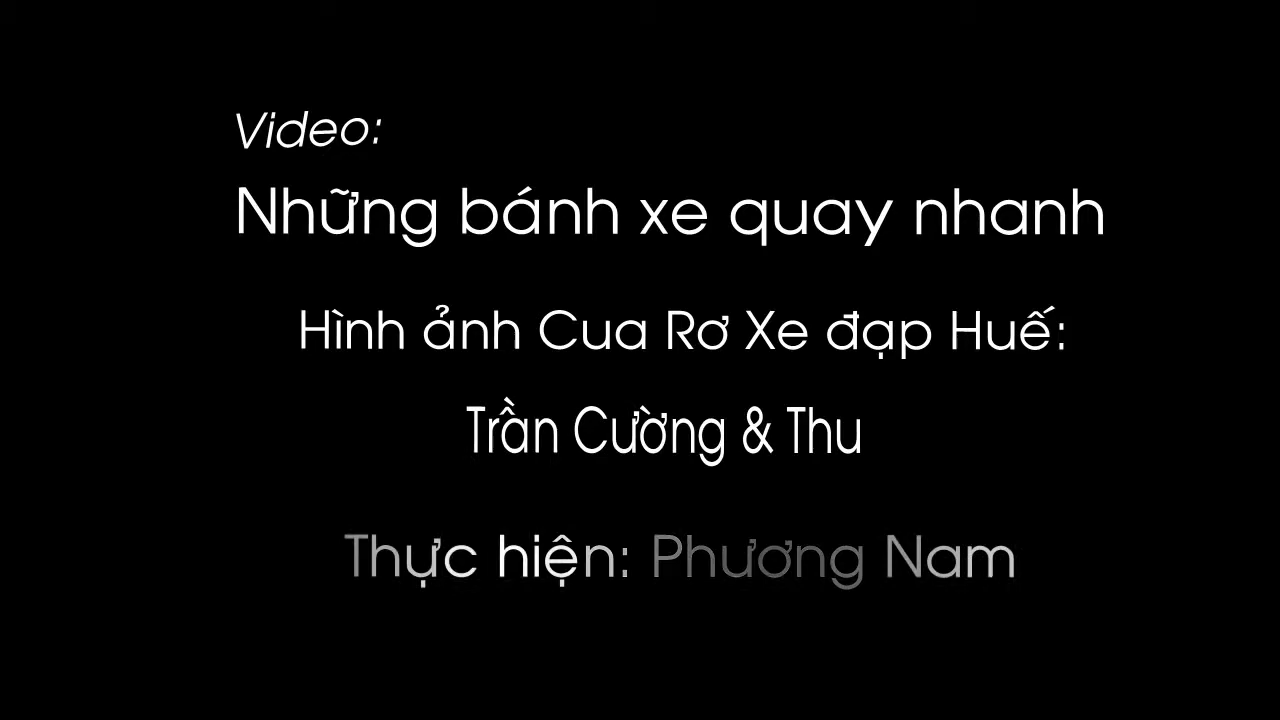 Video:
Những bánh xe quay nhanh
Hình ảnh Cua Rơ Xe đạp Huế:
Trần Cường & Thu
Thực hiện: Phương Nam